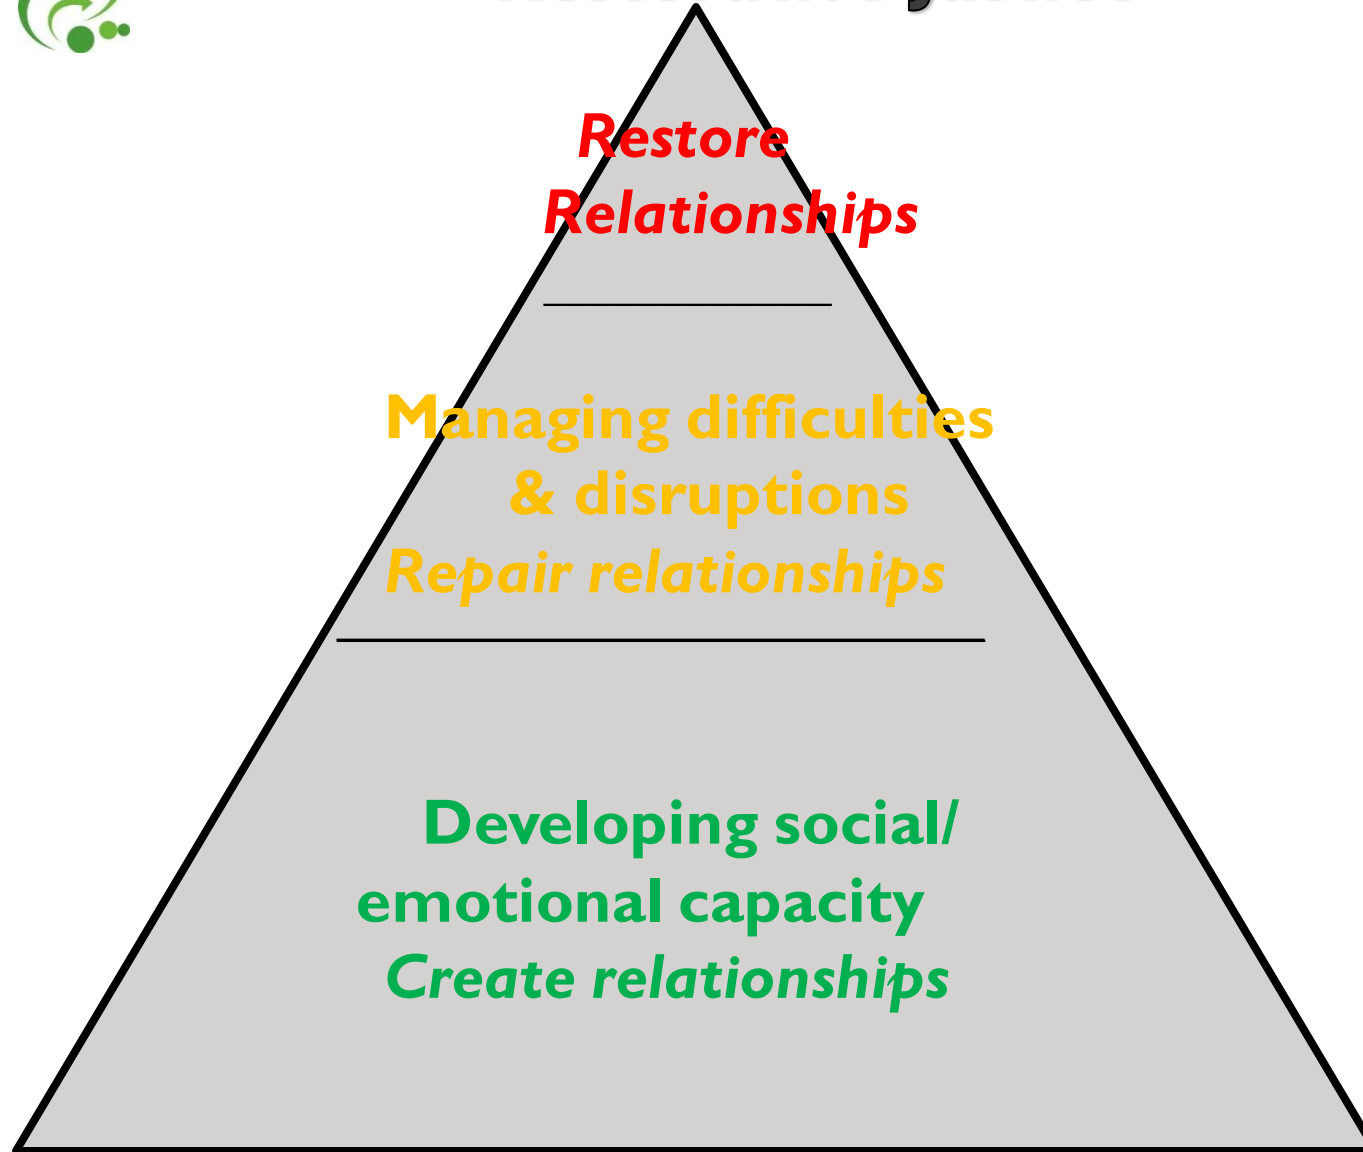 Restore
Relationships
Managing difficulties
& disruptions
Repair relationships
Developing social/
emotional capacity
Create relationships